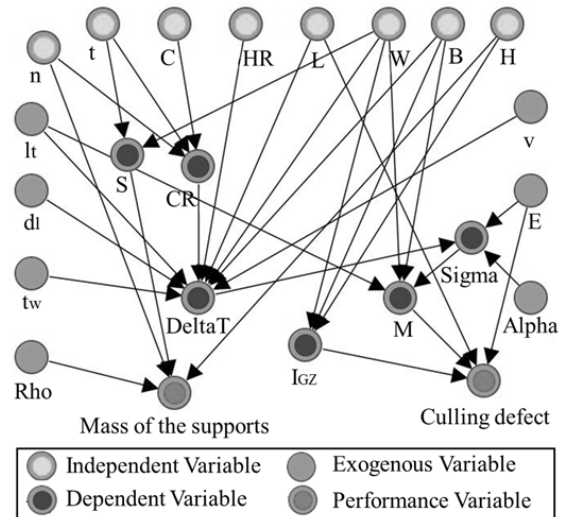 n t C HR L W B H
lt v
S
CR
dl E
Sigma
tw DeltaT M Alpha
IGZ
Rho
Mass of the supports Culling defect
Independent Variable Exogenous Variable
Dependent Variable Performance Variable